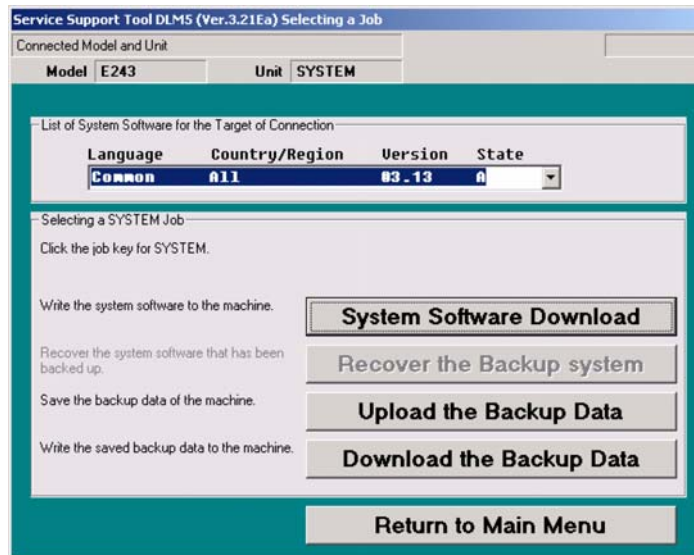 Service Support Tool DLM5 (Ver.3.21Ea) Selecting a Job
Connected Model and Unit
Model E243 Unit SYSTEM
List of System Software for the Target of Connection
Language Country/Region Version State
Common All 03.13 A
Selecting a SYSTEM Job
Click the job key for SYSTEM.
Write the system software to the machine. System Software Download
Recover the system software that has been
backed up. Recover the Backup system
Save the backup data of the machine. Upload the Backup Data
Write the saved backup data to the machine. Download the Backup Data
Return to Main Menu